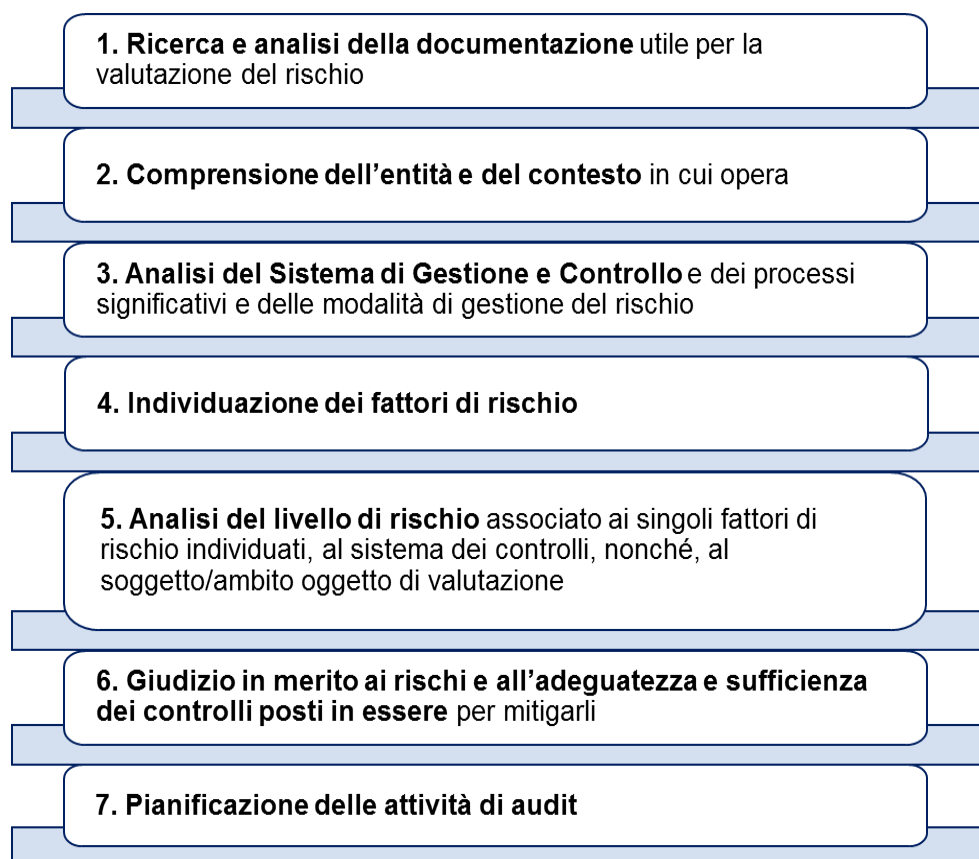 1. Ricerca e analisi della documentazione utile per la
valutazione del rischio
2. Comprensione dell'entità e del contesto in cui opera
3. Analisi del Sistema di Gestione e Controllo e dei processi
significativi e delle modalità di gestione del rischio
4. Individuazione dei fattori di rischio
5. Analisi del livello di rischio associato ai singoli fattori di
rischio individuati, al sistema dei controlli, nonché, al
soggetto/ambito oggetto di valutazione
6. Giudizio in merito ai rischi e all'adeguatezza e sufficienza
dei controlli posti in essere per mitigarli
7. Pianificazione delle attività di audit